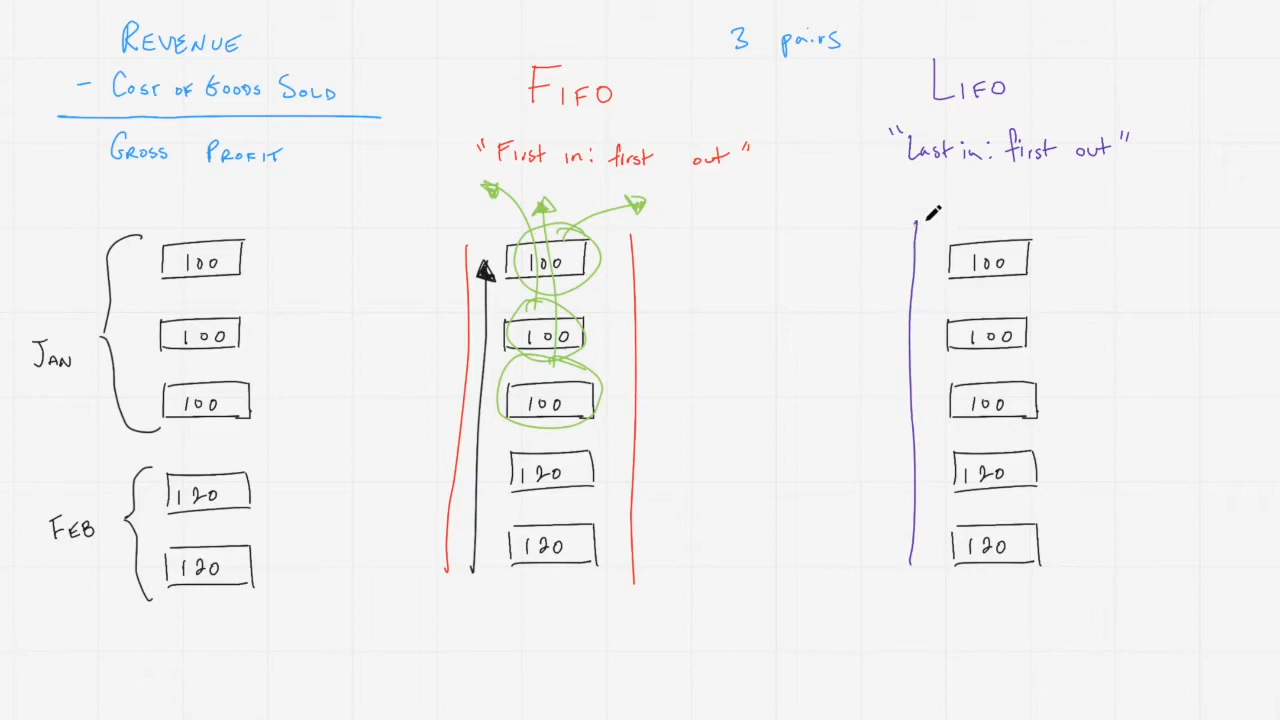 REVENUE
- COST OF GOODS SOLD
GROSS PROFIT
3 pairs
FIFO
"First in: first out"
LIFO
"Last in: first out"
JAN
100
100
100
FEB
120
120
100
100
100
120
120
100
100
100
120
120